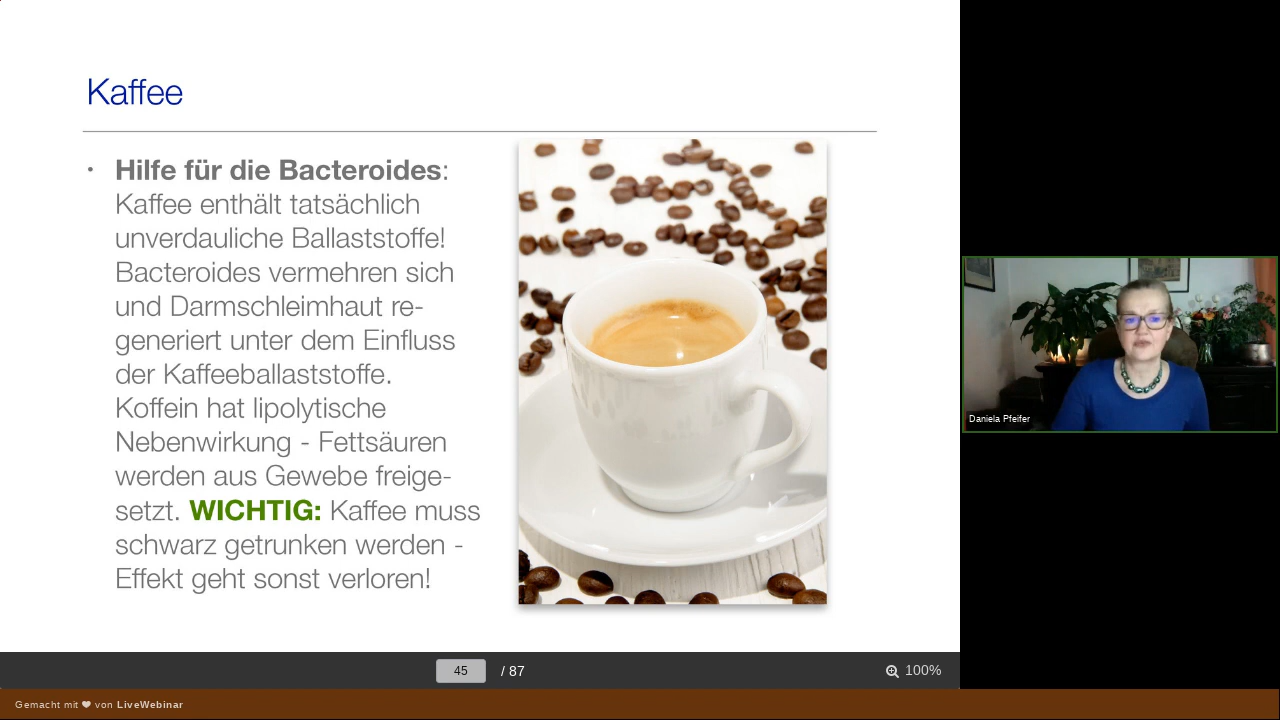 Kaffee
• Hilfe für die Bacteroides:
Kaffee enthält tatsächlich
unverdauliche Ballaststoffe!
Bacteroides vermehren sich
und Darmschleimhaut re-
generiert unter dem Einfluss
der Kaffeeballaststoffe.
Koffein hat lipolytische
Nebenwirkung - Fettsäuren
werden aus Gewebe freige-
setzt. WICHTIG: Kaffee muss
schwarz getrunken werden -
Effekt geht sonst verloren!
Daniela Pfeifer
45 / 87
100%
Gemacht mit ❤ von LiveWebinar